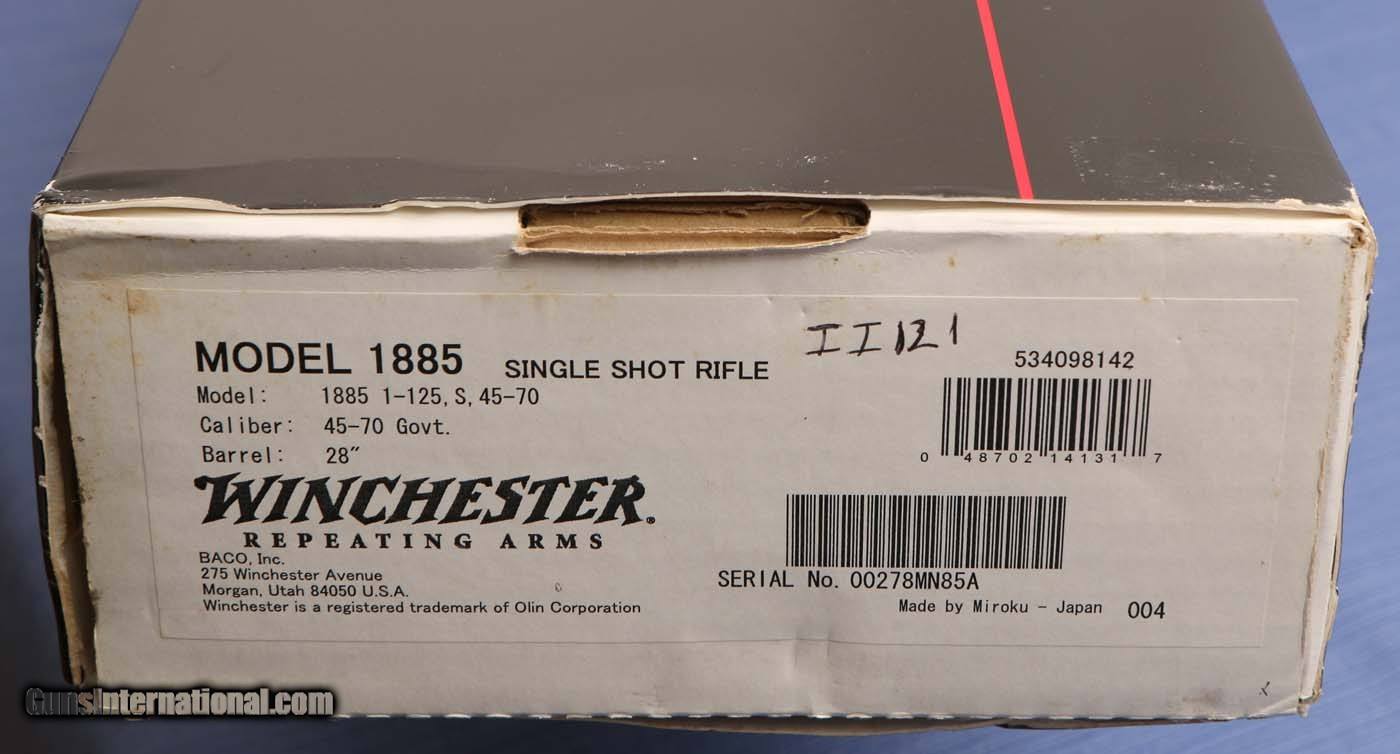 II 121
MODEL 1885 SINGLE SHOT RIFLE
534098142
Model: 1885 1-125, S, 45-70
Caliber: 45-70 Govt.
Barrel: 28"
0 48702 14131 7
WINCHESTER®
REPEATING ARMS
BACO, Inc.
275 Winchester Avenue
Morgan, Utah 84050 U.S.A.
Winchester is a registered trademark of Olin Corporation
SERIAL No. 00278MN85A
Made by Miroku - Japan 004
GunsInternational.com